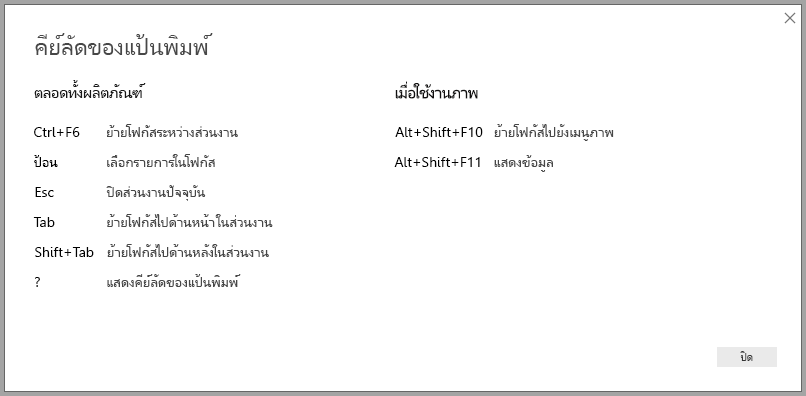 คีย์ลัดของแป้นพิมพ์
ตลอดทั้งผลิตภัณฑ์
Ctrl+F6 ย้ายโฟกัสระหว่างส่วนงาน
ป้อน เลือกรายการในโฟกัส
Esc ปิดส่วนงานปัจจุบัน
Tab ย้ายโฟกัสไปด้านหน้าในส่วนงาน
Shift+Tab ย้ายโฟกัสไปด้านหลังในส่วนงาน
? แสดงคีย์ลัดของแป้นพิมพ์
เมื่อใช้งานภาพ
Alt+Shift+F10 ย้ายโฟกัสไปยังเมนูภาพ
Alt+Shift+F11 แสดงข้อมูล
ปิด